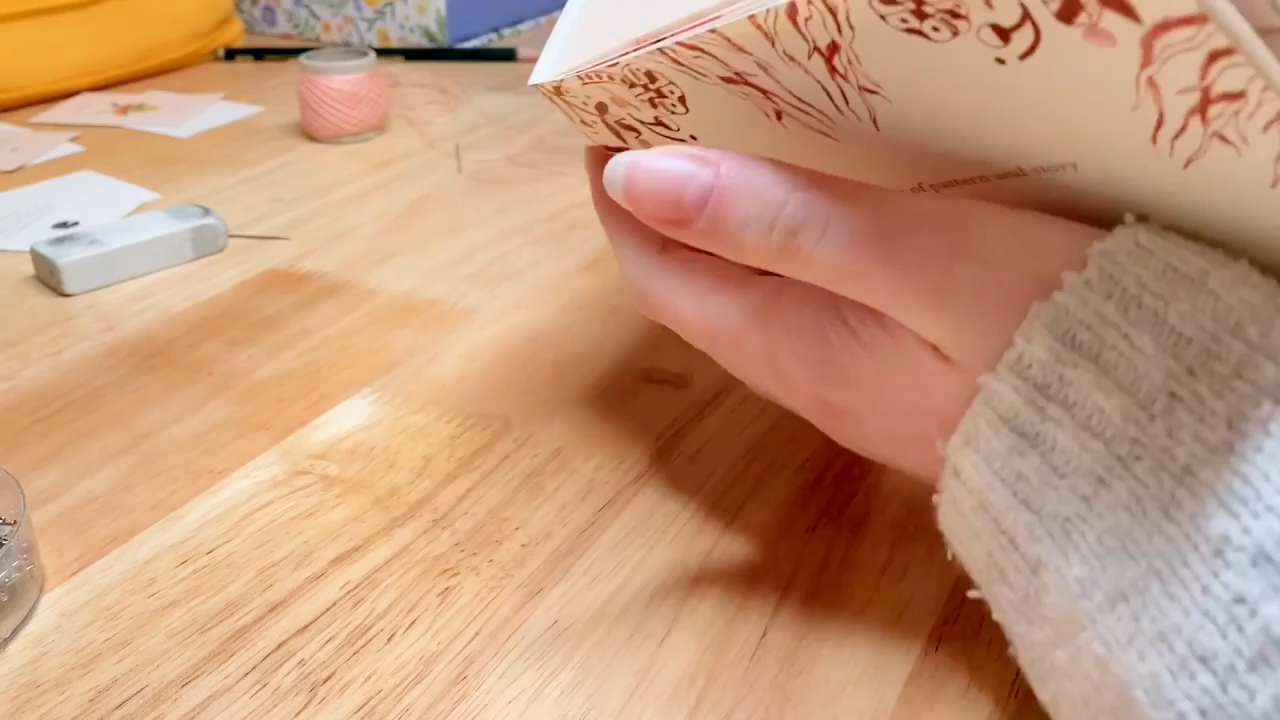 of pattern and story